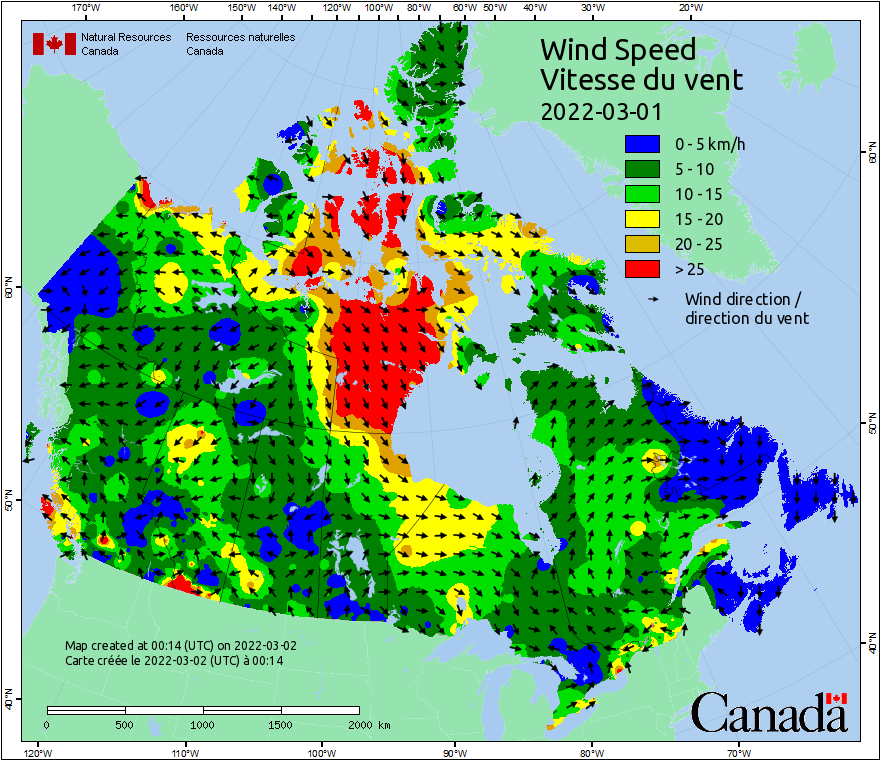 170°W 160°W 150°W 140°W 130°W 120°W 110°W 100°W 90°W 80°W 70°W 60°W 50°W 40°W 30°W 20°W
Natural Resources Canada
Ressources naturelles Canada
Wind Speed
Vitesse du vent
2022-03-01
0 - 5 km/h
5 - 10
10 - 15
15 - 20
20 - 25
> 25
Wind direction /
direction du vent
60°N
50°N
40°N
60°N
50°N
40°N
Map created at 00:14 (UTC) on 2022-03-02
Carte créée le 2022-03-02 (UTC) à 00:14
0 500 1000 1500 2000 km
Canada
120°W 110°W 100°W 90°W 80°W 70°W